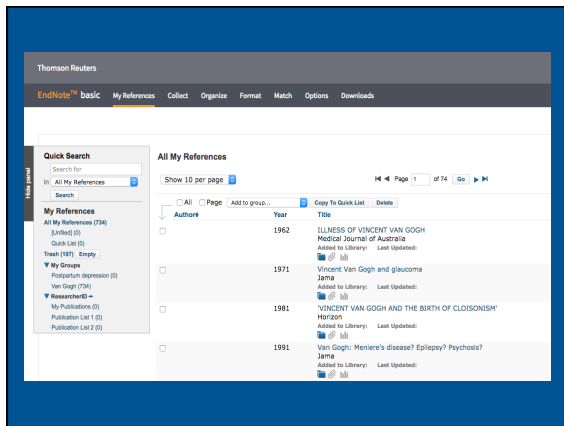 Thomson Reuters
EndNote™ basic My References Collect Organize Format Match Options Downloads
Hide panel
Quick Search
Search for
in All My References
Search
My References
All My References (734)
[Unfiled] (0)
Quick List (0)
Trash (197) Empty
▼ My Groups
Postpartum depression (0)
Van Gogh (734)
▼ ResearcherID
My Publications (0)
Publication List 1 (0)
Publication List 2 (0)
All My References
Show 10 per page
Page 1 of 74 Go
All Page Add to group... Copy To Quick List Delete
Author Year Title
1962 ILLNESS OF VINCENT VAN GOGH
Medical Journal of Australia
Added to Library: Last Updated:
1971 Vincent Van Gogh and glaucoma
Jama
Added to Library: Last Updated:
1981 'VINCENT VAN GOGH AND THE BIRTH OF CLOISONISM'
Horizon
Added to Library: Last Updated:
1991 Van Gogh: Meniere's disease? Epilepsy? Psychosis?
Jama
Added to Library: Last Updated: